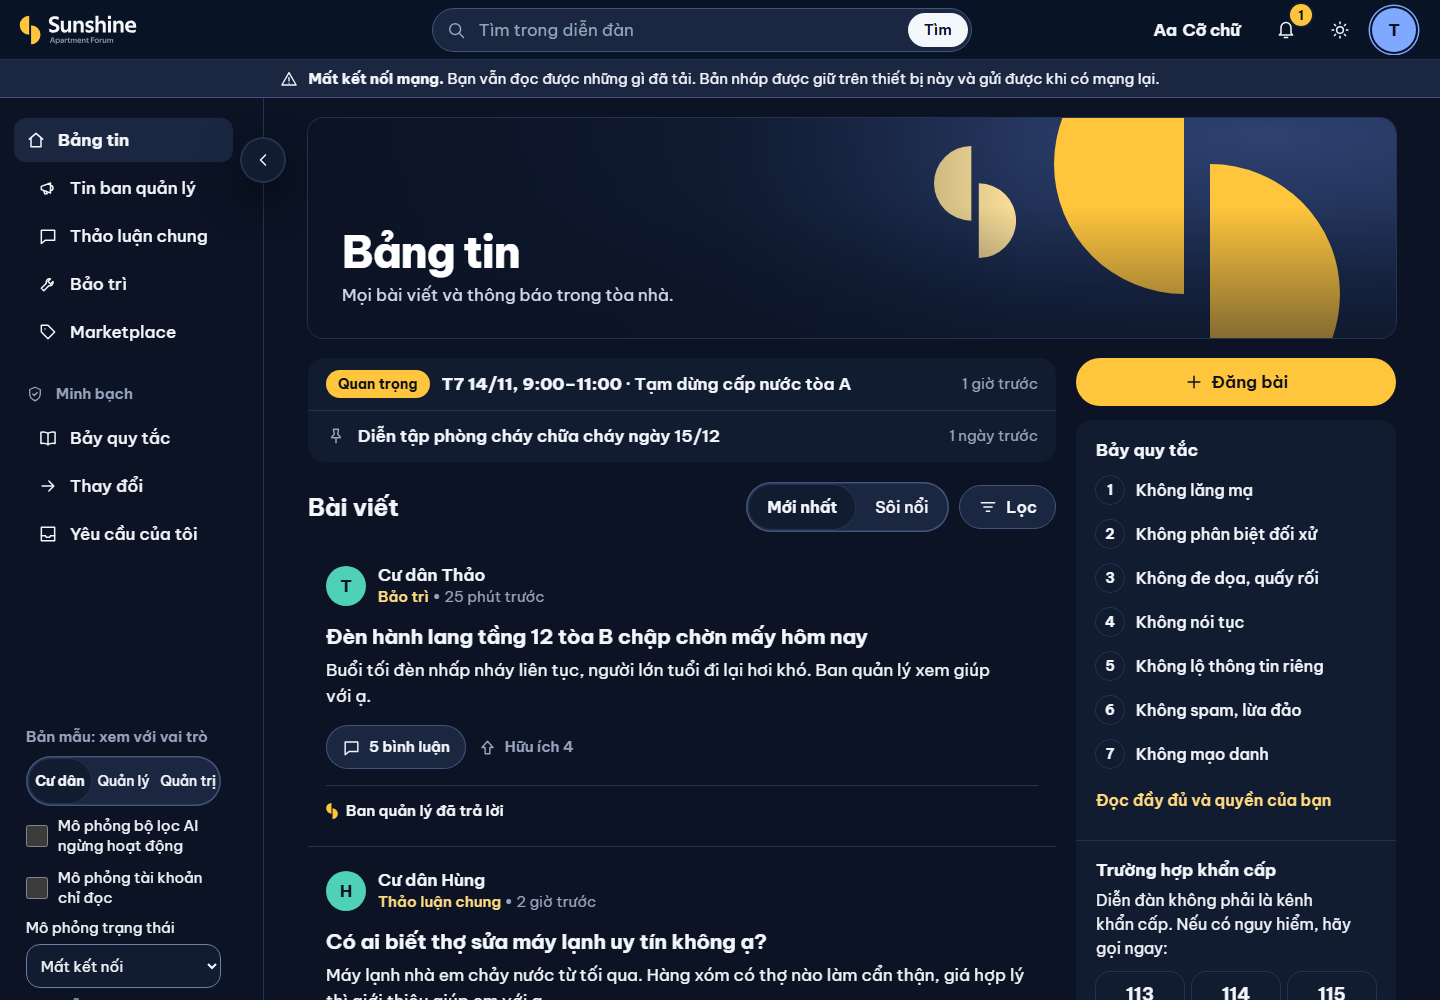 Sunshine
Apartment Forum
Tìm trong diễn đàn
Tìm
Aa Cỡ chữ
1
T
Mất kết nối mạng. Bạn vẫn đọc được những gì đã tải. Bản nháp được giữ trên thiết bị này và gửi được khi có mạng lại.
Bảng tin
Tin ban quản lý
Thảo luận chung
Bảo trì
Marketplace
Minh bạch
Bảy quy tắc
Thay đổi
Yêu cầu của tôi
Bản mẫu: xem với vai trò
Cư dân
Quản lý
Quản trị
Mô phỏng bộ lọc AI
ngừng hoạt động
Mô phỏng tài khoản
chỉ đọc
Mô phỏng trạng thái
Mất kết nối
Bảng tin
Mọi bài viết và thông báo trong tòa nhà.
Quan trọng
T7 14/11, 9:00–11:00 · Tạm dừng cấp nước tòa A
1 giờ trước
Diễn tập phòng cháy chữa cháy ngày 15/12
1 ngày trước
Bài viết
Mới nhất
Sôi nổi
Lọc
T
Cư dân Thảo
Bảo trì • 25 phút trước
Đèn hành lang tầng 12 tòa B chập chờn mấy hôm nay
Buổi tối đèn nhấp nháy liên tục, người lớn tuổi đi lại hơi khó. Ban quản lý xem giúp
với ạ.
5 bình luận
Hữu ích 4
Ban quản lý đã trả lời
H
Cư dân Hùng
Thảo luận chung • 2 giờ trước
Có ai biết thợ sửa máy lạnh uy tín không ạ?
Máy lạnh nhà em chảy nước từ tối qua. Hàng xóm có thợ nào làm cẩn thận, giá hợp lý
thì giới thiệu giúp em với ạ.
Đăng bài
Bảy quy tắc
1 Không lăng mạ
2 Không phân biệt đối xử
3 Không đe dọa, quấy rối
4 Không nói tục
5 Không lộ thông tin riêng
6 Không spam, lừa đảo
7 Không mạo danh
Đọc đầy đủ và quyền của bạn
Trường hợp khẩn cấp
Diễn đàn không phải là kênh
khẩn cấp. Nếu có nguy hiểm, hãy
gọi ngay:
113
114
115